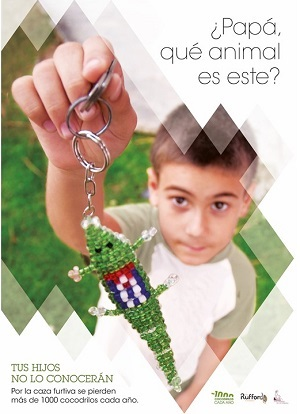 ¿Papá,
qué animal
es este?
TUS HIJOS
NO LO CONOCERÁN
Por la caza furtiva se pierden
más de 1000 cocodrilos cada año.
1000
Rufford